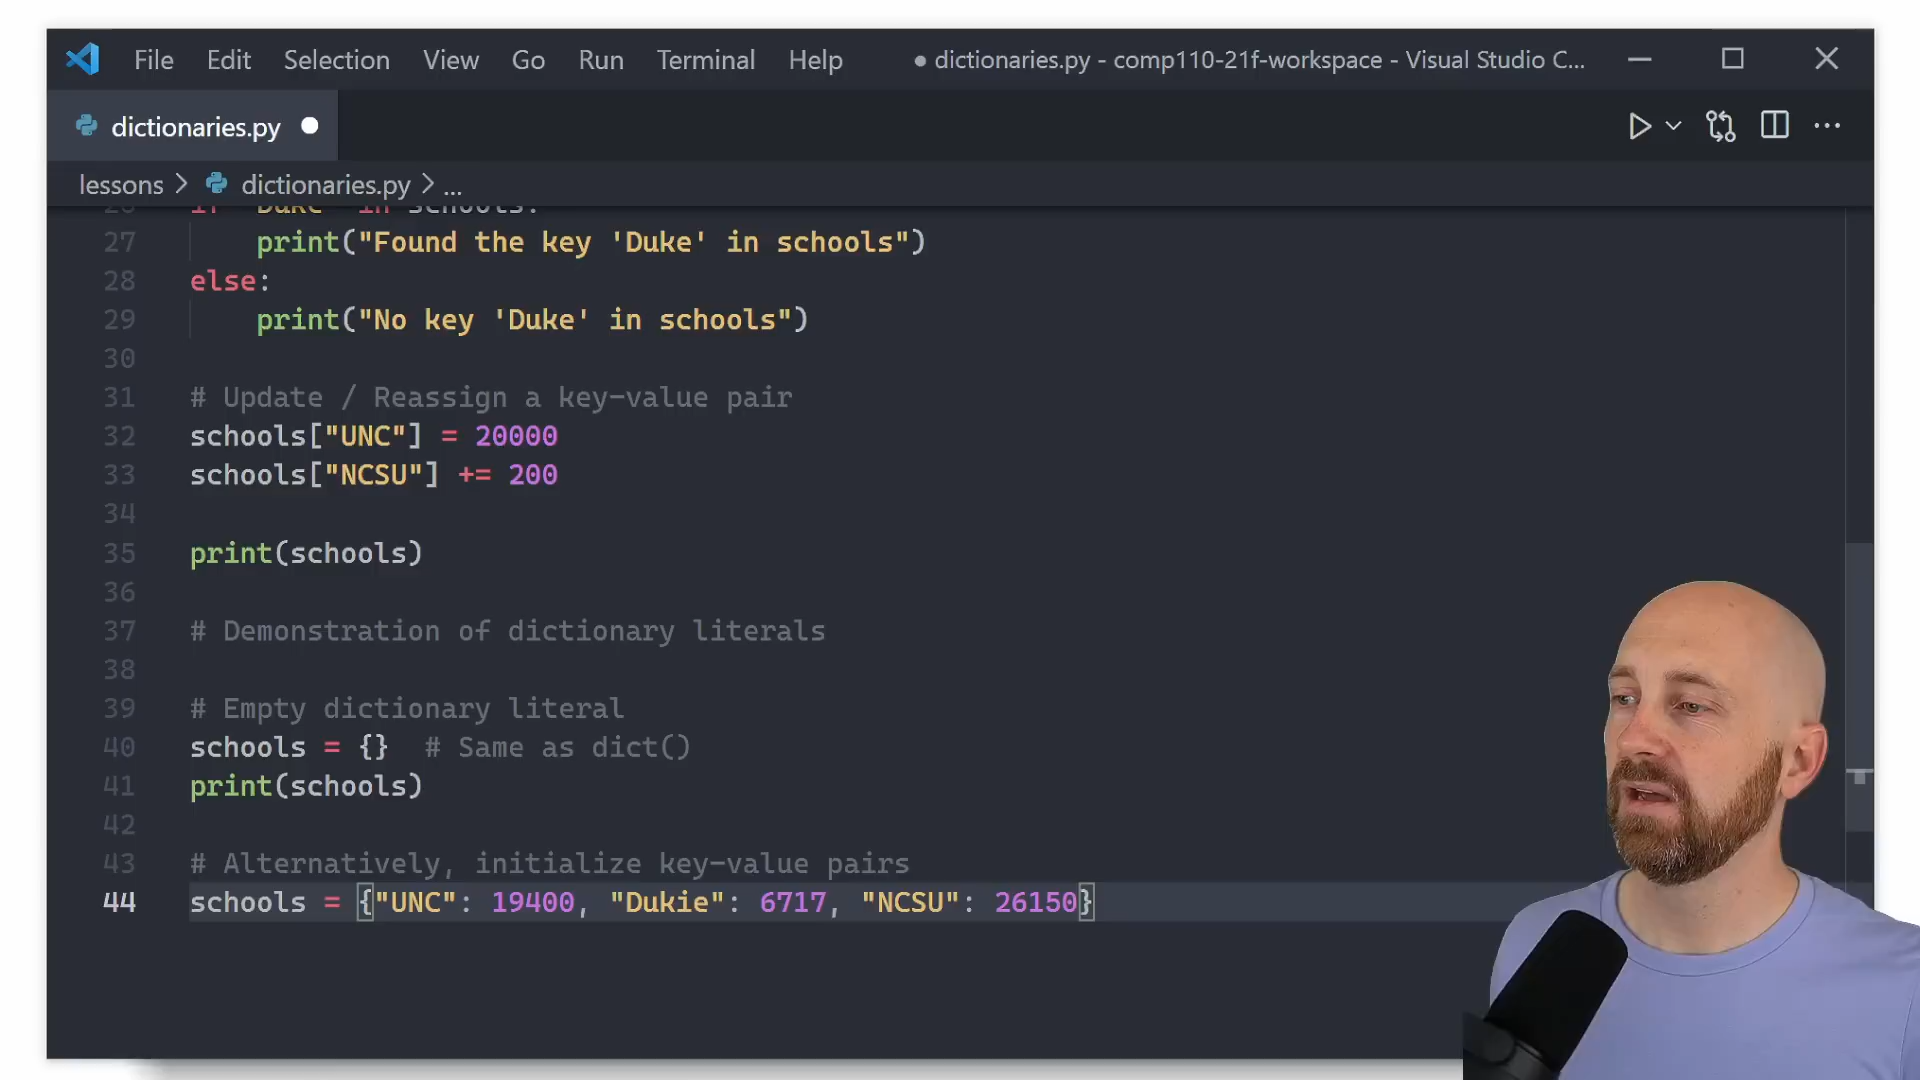 File Edit Selection View Go Run Terminal Help ● dictionaries.py - comp110-21f-workspace - Visual Studio C...
dictionaries.py
lessons > dictionaries.py > ...
if "Duke" in schools:
27 print("Found the key 'Duke' in schools")
28 else:
29 print("No key 'Duke' in schools")
30
31 # Update / Reassign a key-value pair
32 schools["UNC"] = 20000
33 schools["NCSU"] += 200
34
35 print(schools)
36
37 # Demonstration of dictionary literals
38
39 # Empty dictionary literal
40 schools = {} # Same as dict()
41 print(schools)
42
43 # Alternatively, initialize key-value pairs
44 schools = {"UNC": 19400, "Dukie": 6717, "NCSU": 26150}